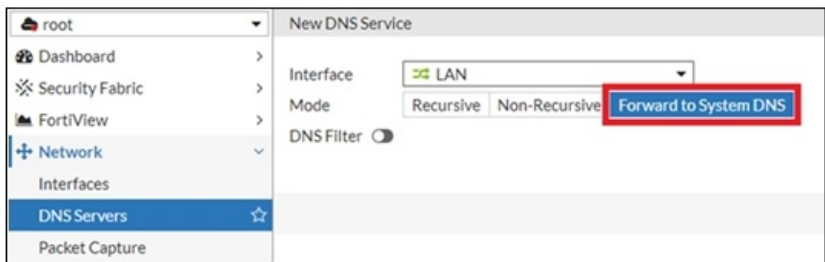 root
Dashboard
Security Fabric
FortiView
Network
Interfaces
DNS Servers
Packet Capture
New DNS Service
Interface LAN
Mode Recursive Non-Recursive Forward to System DNS
DNS Filter